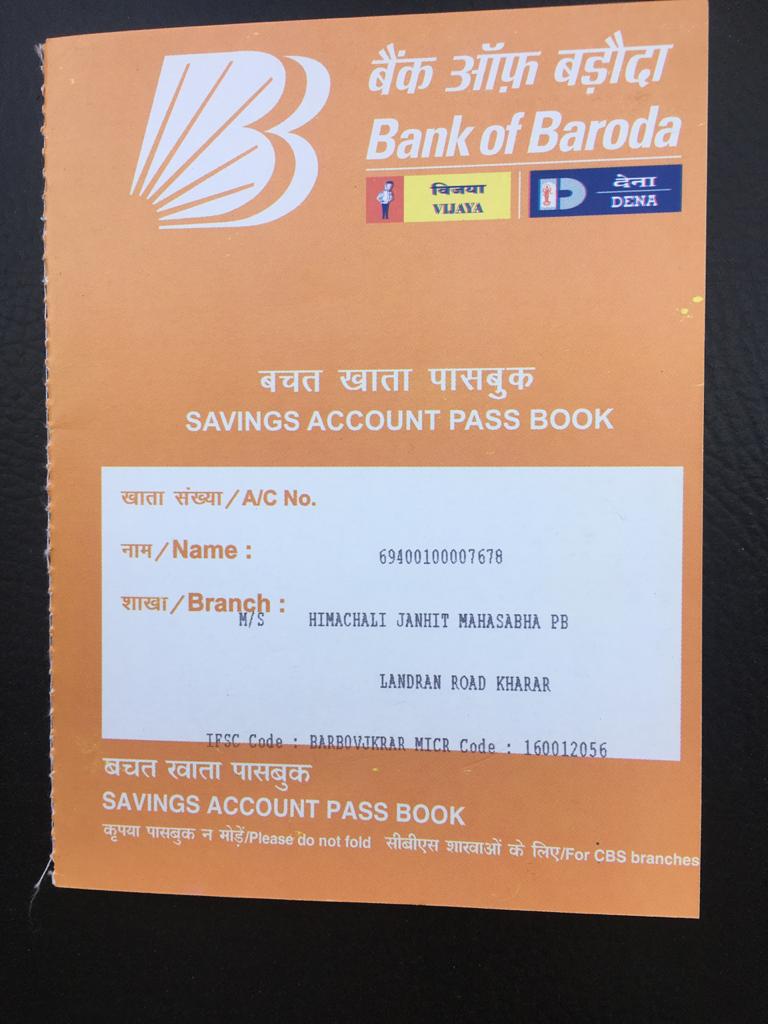 बैंक ऑफ़ बड़ौदा
Bank of Baroda
विजया
VIJAYA
देना
DENA
बचत खाता पासबुक
SAVINGS ACCOUNT PASS BOOK
खाता संख्या/A/C No.
नाम/Name :
69400100007678
शाखा/Branch :
M/S HIMACHALI JANHIT MAHASABHA PB
LANDRAN ROAD KHARAR
IFSC Code : BARB0VJKRAR MICR Code : 160012056
बचत खाता पासबुक
SAVINGS ACCOUNT PASS BOOK
कृपया पासबुक न मोड़ें/Please do not fold सीबीएस शाखाओं के लिए/For CBS branches